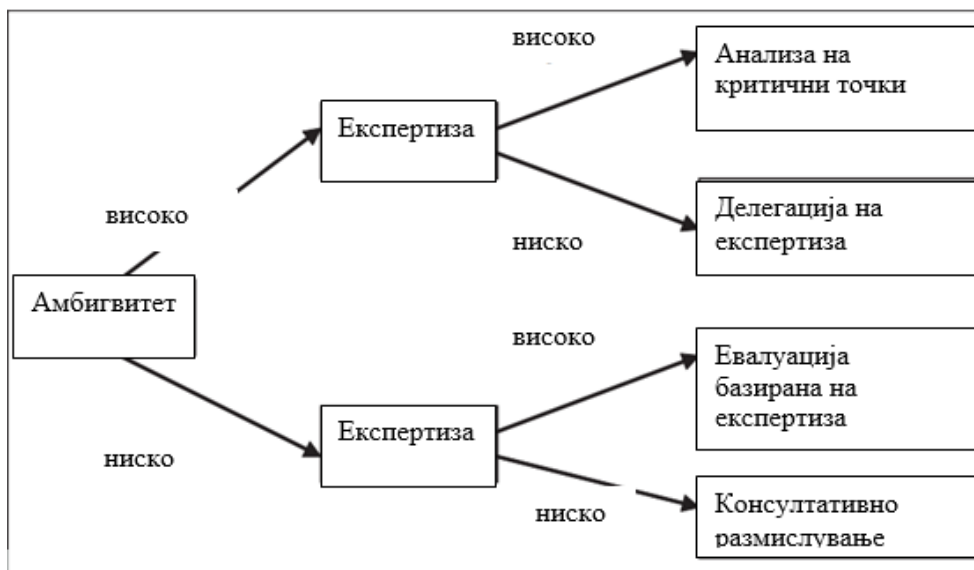 високо
Анализа на
критични точки
Експертиза
високо
ниско
Делегација на
експертиза
Амбигвитет
високо
Евалуација
базирана на
експертиза
Експертиза
ниско
ниско
Консултативно
размислување